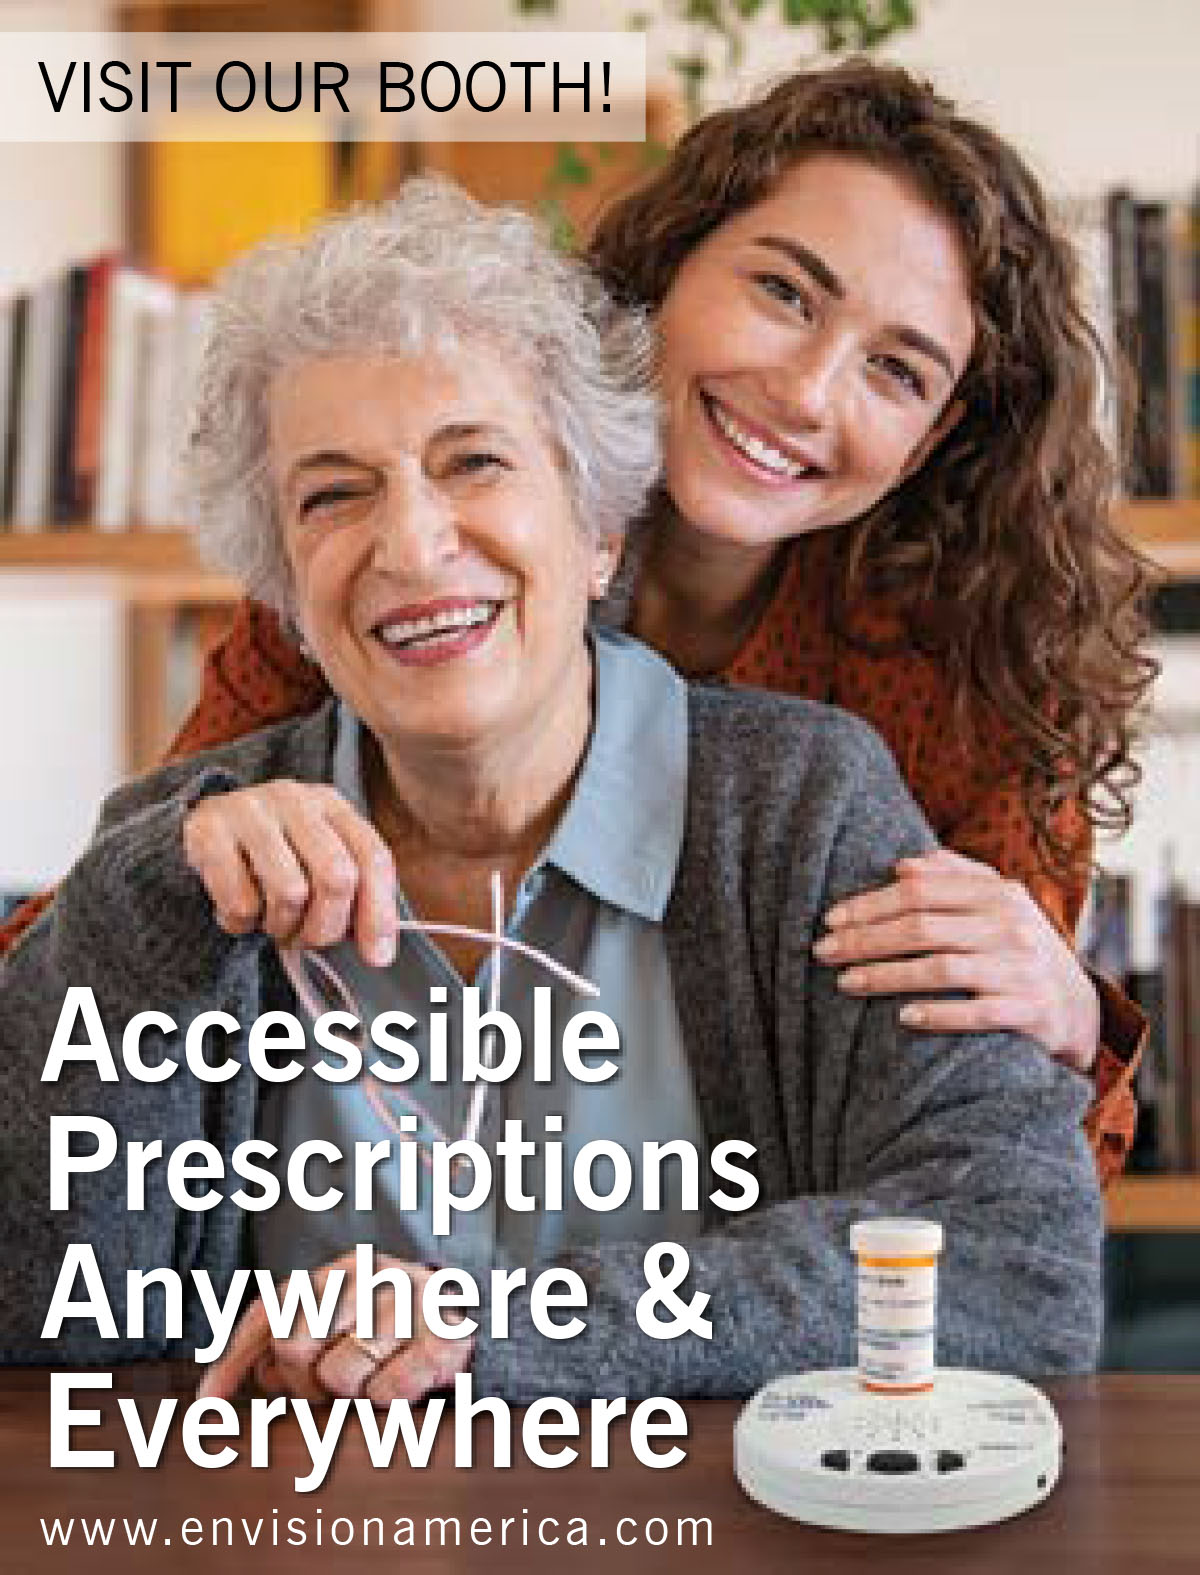 VISIT OUR BOOTH!
Accessible
Prescriptions
Anywhere &
Everywhere
www.envisionamerica.com